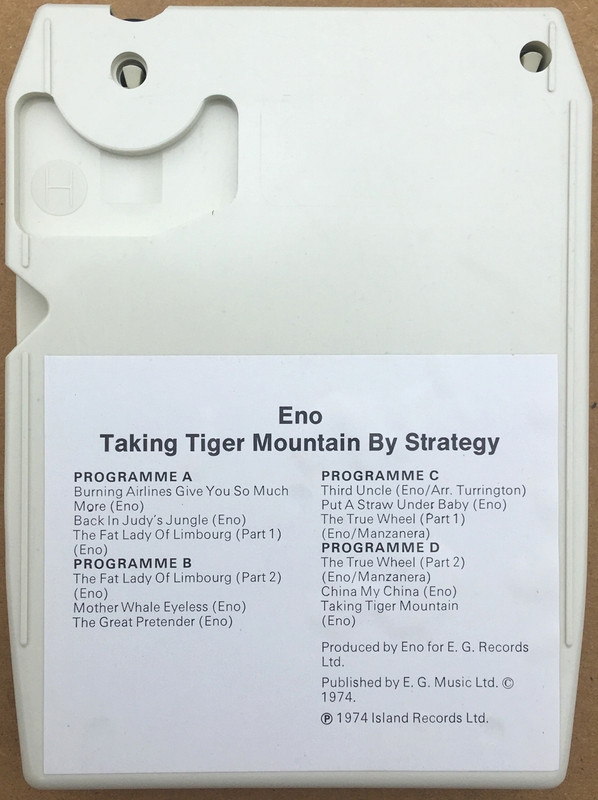 H
Eno
Taking Tiger Mountain By Strategy
PROGRAMME A
Burning Airlines Give You So Much
More (Eno)
Back In Judy's Jungle (Eno)
The Fat Lady Of Limbourg (Part 1)
(Eno)
PROGRAMME B
The Fat Lady Of Limbourg (Part 2)
(Eno)
Mother Whale Eyeless (Eno)
The Great Pretender (Eno)
PROGRAMME C
Third Uncle (Eno/Arr. Turrington)
Put A Straw Under Baby (Eno)
The True Wheel (Part 1)
(Eno/Manzanera)
PROGRAMME D
The True Wheel (Part 2)
(Eno/Manzanera)
China My China (Eno)
Taking Tiger Mountain
(Eno)
Produced by Eno for E. G. Records
Ltd.
Published by E. G. Music Ltd. ©
1974.
℗ 1974 Island Records Ltd.